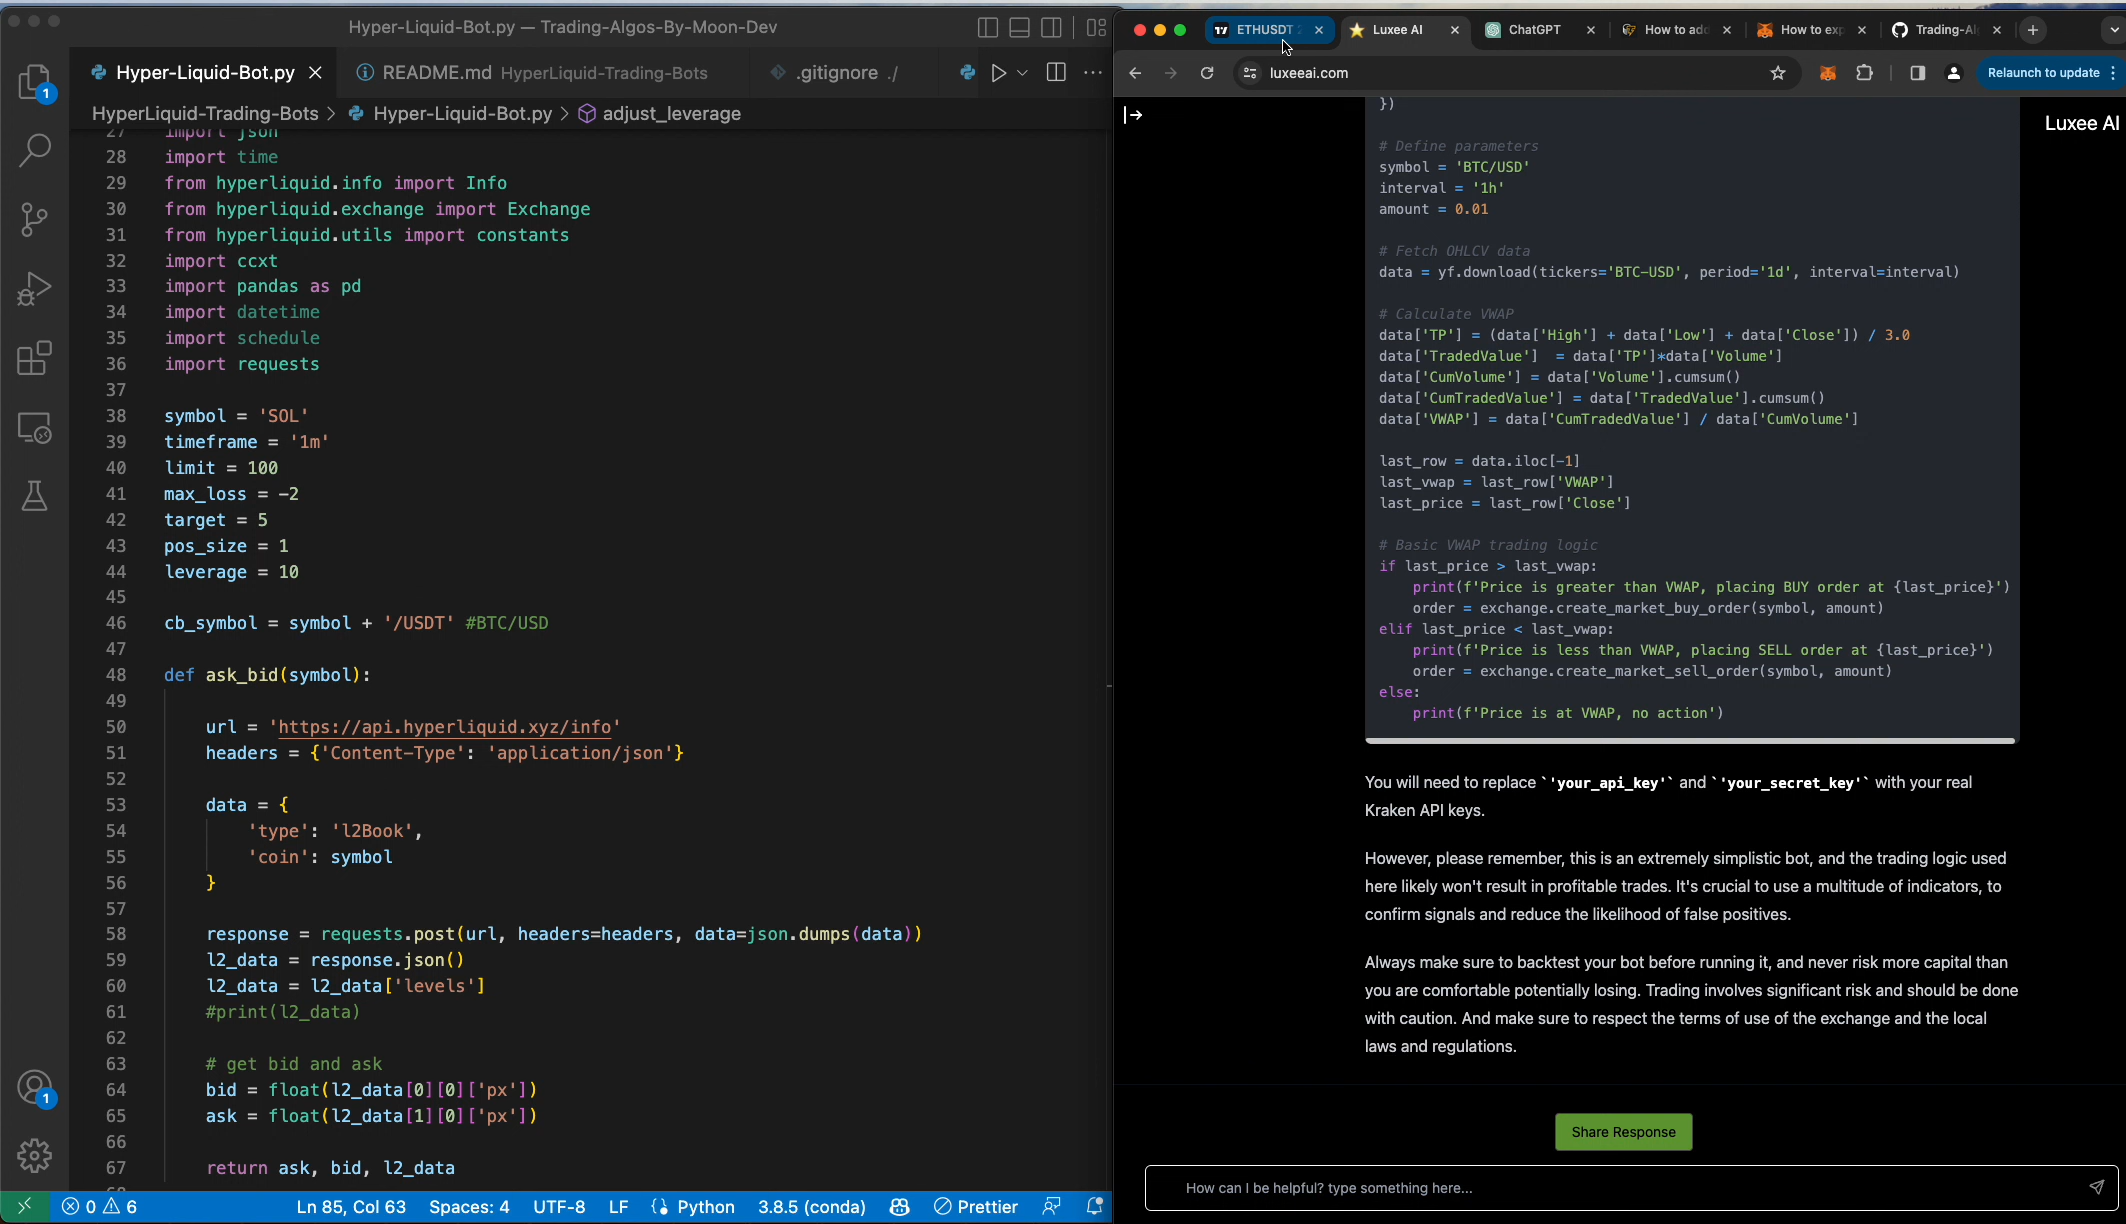 Hyper-Liquid-Bot.py — Trading-Algos-By-Moon-Dev
Hyper-Liquid-Bot.py
README.md HyperLiquid-Trading-Bots
.gitignore ./
HyperLiquid-Trading-Bots > Hyper-Liquid-Bot.py > adjust_leverage
27 import json
28 import time
29 from hyperliquid.info import Info
30 from hyperliquid.exchange import Exchange
31 from hyperliquid.utils import constants
32 import ccxt
33 import pandas as pd
34 import datetime
35 import schedule
36 import requests
37
38 symbol = 'SOL'
39 timeframe = '1m'
40 limit = 100
41 max_loss = -2
42 target = 5
43 pos_size = 1
44 leverage = 10
45
46 cb_symbol = symbol + '/USDT' #BTC/USD
47
48 def ask_bid(symbol):
49
50 url = 'https://api.hyperliquid.xyz/info'
51 headers = {'Content-Type': 'application/json'}
52
53 data = {
54 'type': 'l2Book',
55 'coin': symbol
56 }
57
58 response = requests.post(url, headers=headers, data=json.dumps(data))
59 l2_data = response.json()
60 l2_data = l2_data['levels']
61 #print(l2_data)
62
63 # get bid and ask
64 bid = float(l2_data[0][0]['px'])
65 ask = float(l2_data[1][0]['px'])
66
67 return ask, bid, l2_data
1
1
0 6
Ln 85, Col 63 Spaces: 4 UTF-8 LF Python 3.8.5 (conda) Prettier
ETHUSDT
Luxee AI
ChatGPT
How to add
How to exp
Trading-Al
luxeeai.com
Relaunch to update
Luxee AI
})
# Define parameters
symbol = 'BTC/USD'
interval = '1h'
amount = 0.01
# Fetch OHLCV data
data = yf.download(tickers='BTC-USD', period='1d', interval=interval)
# Calculate VWAP
data['TP'] = (data['High'] + data['Low'] + data['Close']) / 3.0
data['TradedValue'] = data['TP']*data['Volume']
data['CumVolume'] = data['Volume'].cumsum()
data['CumTradedValue'] = data['TradedValue'].cumsum()
data['VWAP'] = data['CumTradedValue'] / data['CumVolume']
last_row = data.iloc[-1]
last_vwap = last_row['VWAP']
last_price = last_row['Close']
# Basic VWAP trading logic
if last_price > last_vwap:
print(f'Price is greater than VWAP, placing BUY order at {last_price}')
order = exchange.create_market_buy_order(symbol, amount)
elif last_price < last_vwap:
print(f'Price is less than VWAP, placing SELL order at {last_price}')
order = exchange.create_market_sell_order(symbol, amount)
else:
print(f'Price is at VWAP, no action')
You will need to replace `'your_api_key'` and `'your_secret_key'` with your real
Kraken API keys.
However, please remember, this is an extremely simplistic bot, and the trading logic used
here likely won't result in profitable trades. It's crucial to use a multitude of indicators, to
confirm signals and reduce the likelihood of false positives.
Always make sure to backtest your bot before running it, and never risk more capital than
you are comfortable potentially losing. Trading involves significant risk and should be done
with caution. And make sure to respect the terms of use of the exchange and the local
laws and regulations.
Share Response
How can I be helpful? type something here...